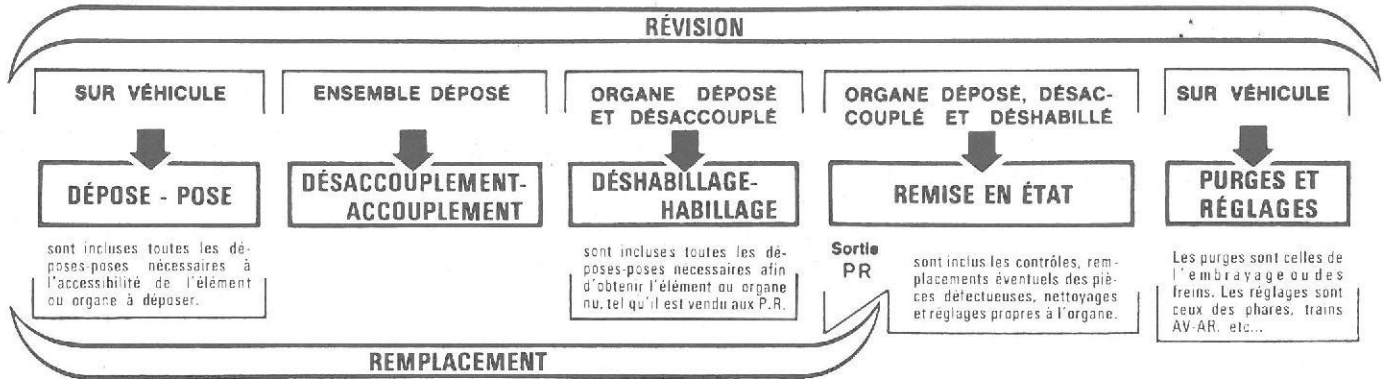 RÉVISION
SUR VÉHICULE
DÉPOSE - POSE
sont incluses toutes les dé-
poses-poses nécessaires à
l'accessibilité de l'élément
ou organe à déposer.
ENSEMBLE DÉPOSÉ
DÉSACCOUPLEMENT-
ACCOUPLEMENT
ORGANE DÉPOSÉ
ET DÉSACCOUPLÉ
DÉSHABILLAGE-
HABILLAGE
sont incluses toutes les dé-
poses-poses necessaires afin
d'obtenir l'élément ou organe
nu, tel qu'il est vendu aux P.R.
ORGANE DÉPOSÉ, DÉSAC-
COUPLÉ ET DÉSHABILLÉ
REMISE EN ÉTAT
Sortie
PR
sont inclus les contrôles, rem-
placements éventuels des piè-
ces défectueuses, nettoyages
et réglages propres à l'organe.
SUR VÉHICULE
PURGES ET
RÉGLAGES
Les purges sont celles de
l'embrayage ou des
freins. Les réglages sont
ceux des phares, trains
AV-AR. etc...
REMPLACEMENT